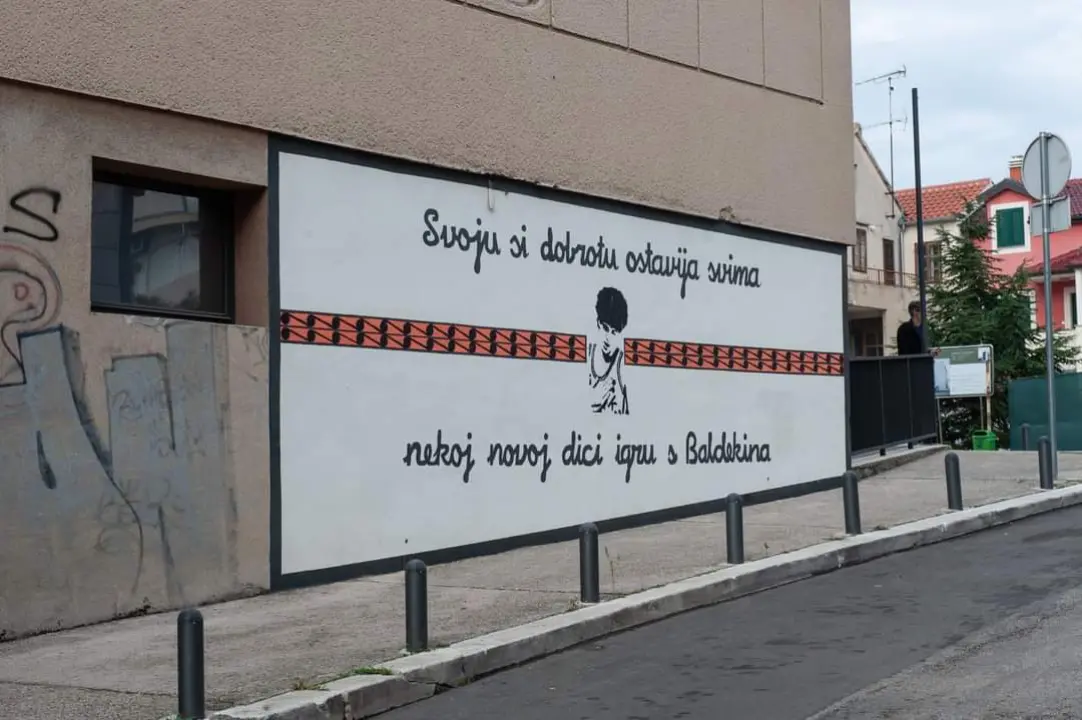 Svoju si dobrotu ostavija svima
nekoj novoj dici igru s Baldekina